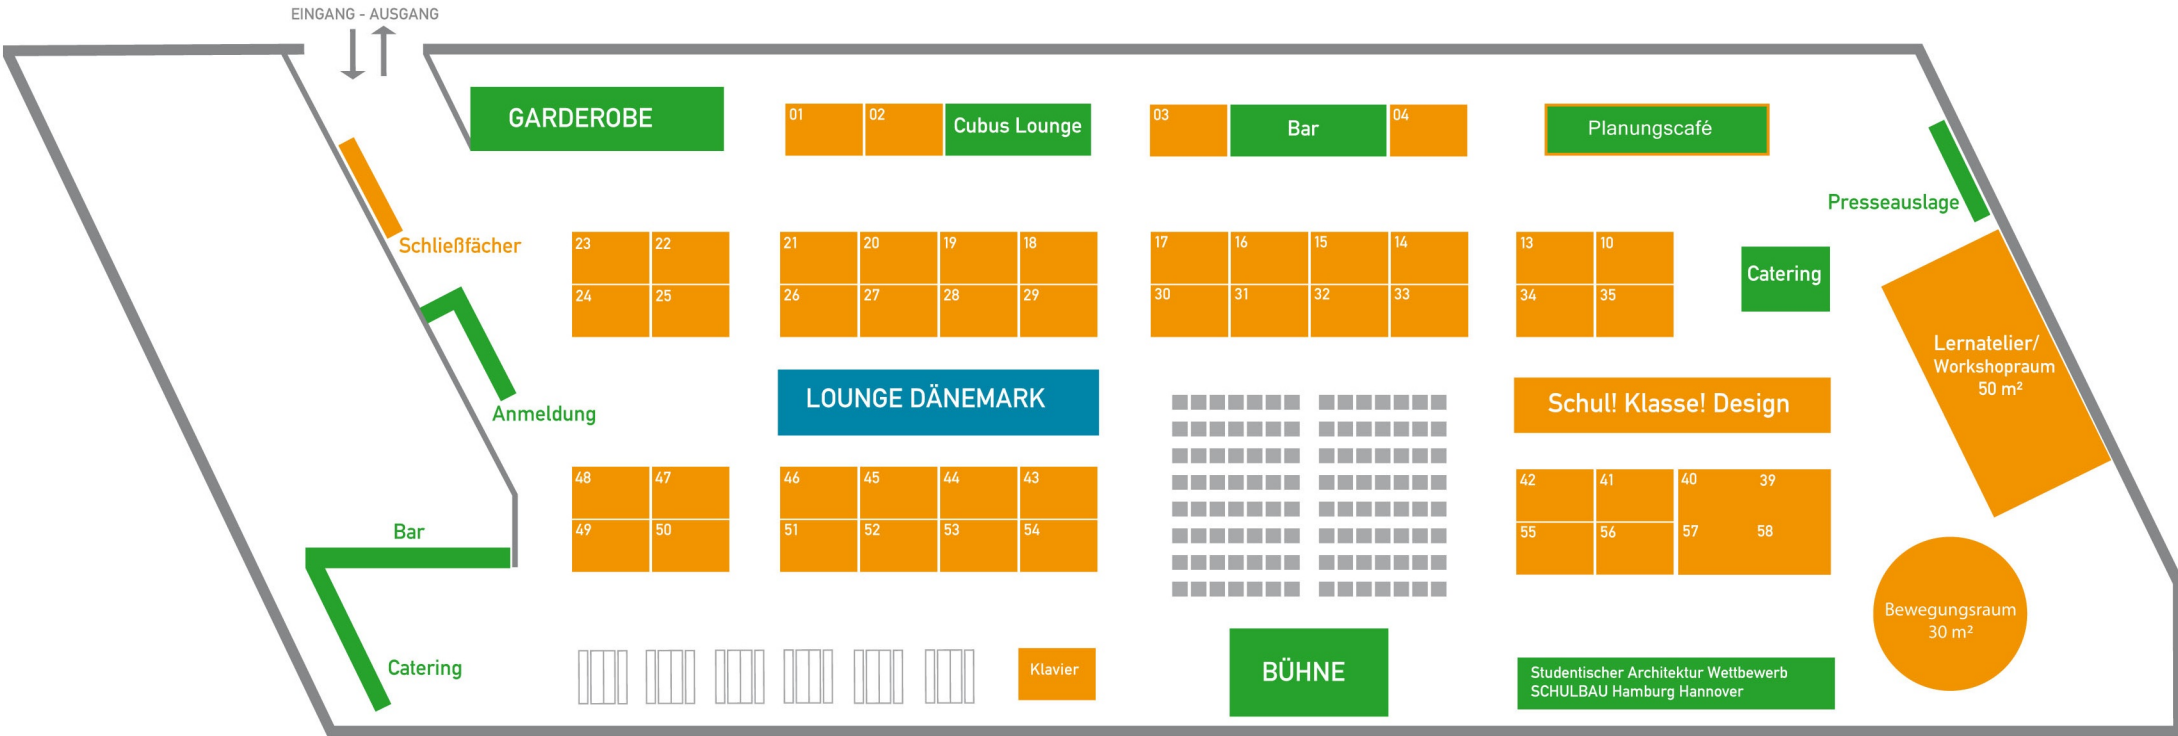 EINGANG - AUSGANG
GARDEROBE
01 02 Cubus Lounge
03 Bar 04
Planungscafé
Presseauslage
Schließfächer
23 22
24 25
21 20 19 18
26 27 28 29
17 16 15 14
30 31 32 33
13 10
34 35
Catering
Lernatelier/
Workshopraum
50 m²
Anmeldung
LOUNGE DÄNEMARK
Schul! Klasse! Design
48 47
49 50
46 45 44 43
51 52 53 54
42 41 40 39
55 56 57 58
Bar
Catering
Klavier
BÜHNE
Studentischer Architektur Wettbewerb
SCHULBAU Hamburg Hannover
Bewegungsraum
30 m²